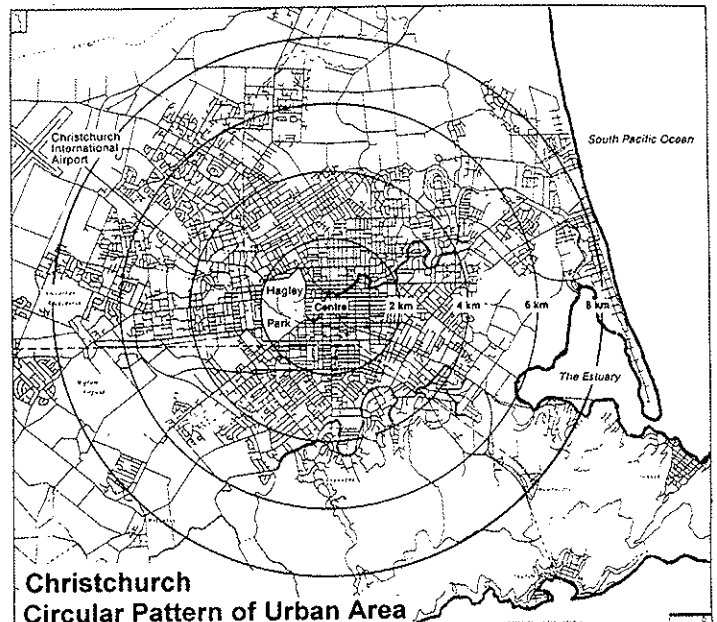 Christchurch
International
Airport
South Pacific Ocean
Hagley
Park
Centre
2 km
4 km
6 km
8 km
The Estuary
Christchurch
Circular Pattern of Urban Area